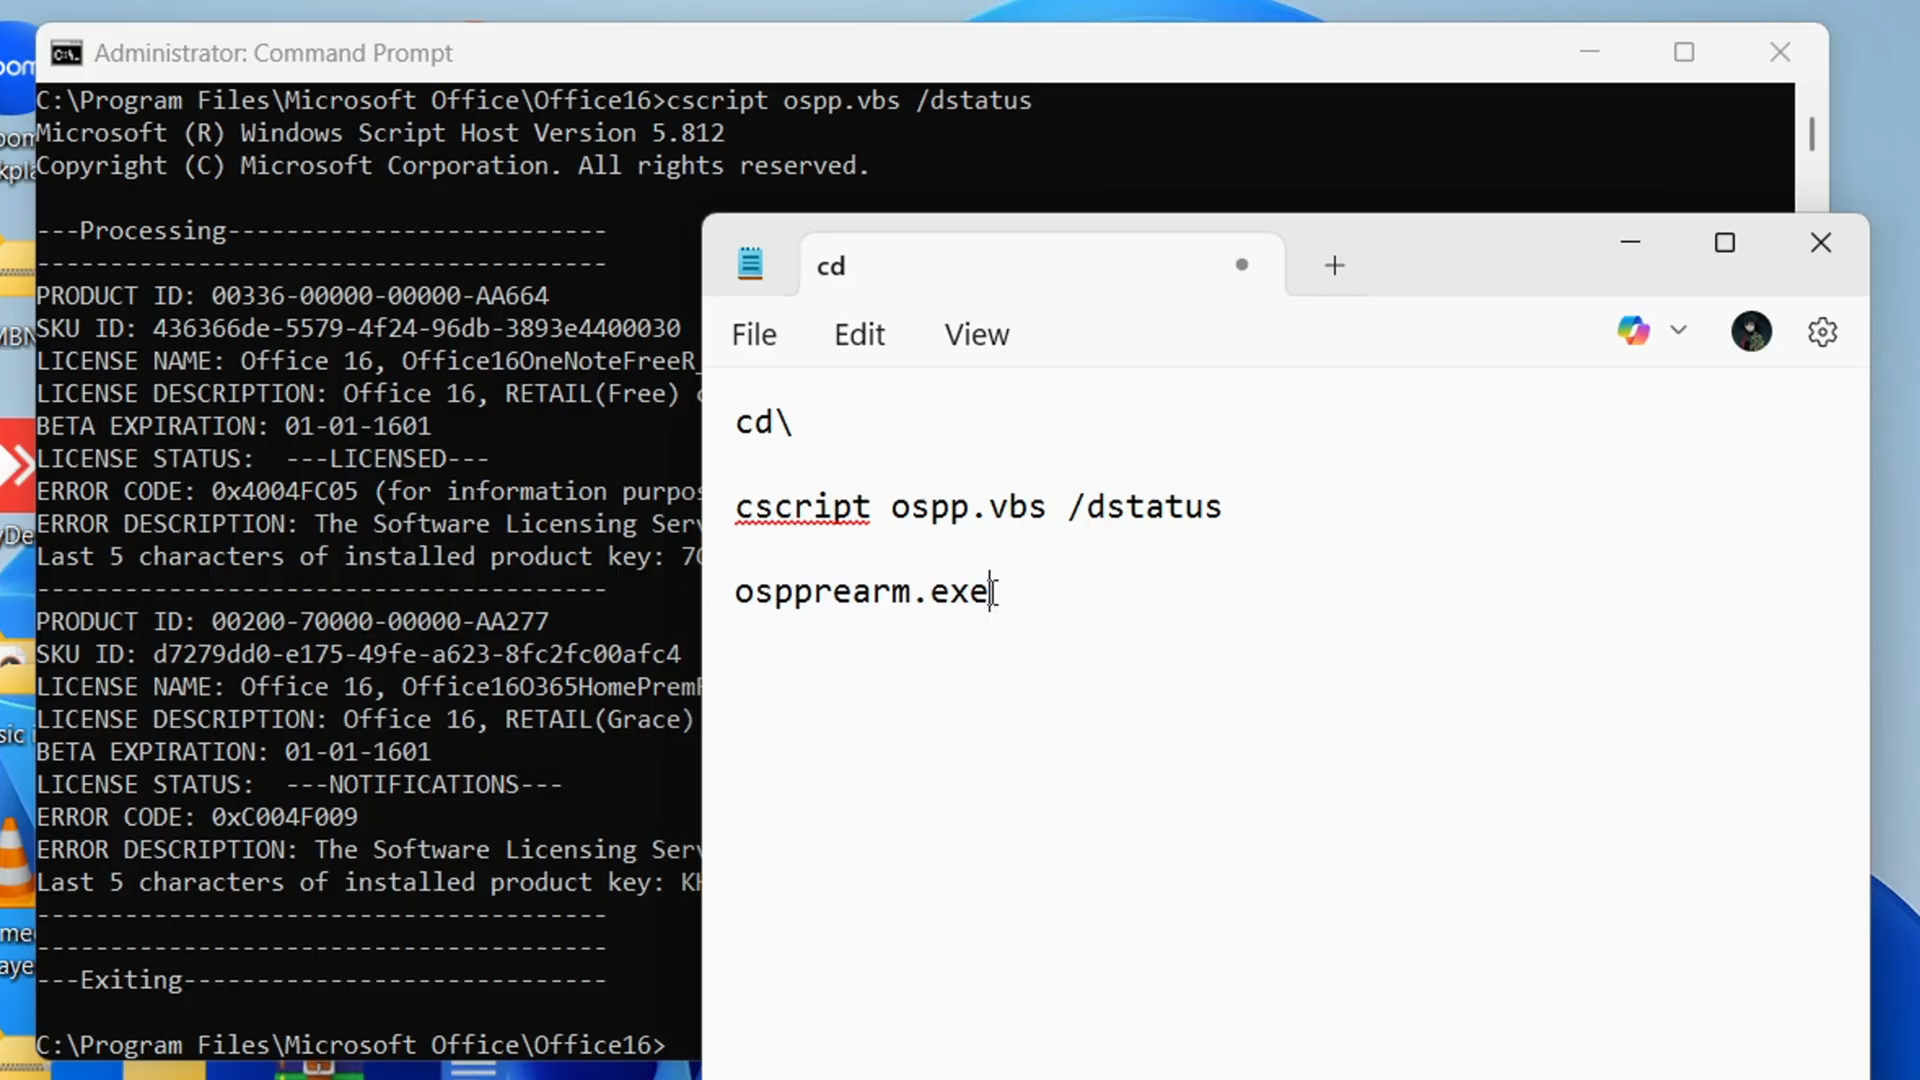 Administrator: Command Prompt
C:\Program Files\Microsoft Office\Office16>cscript ospp.vbs /dstatus
Microsoft (R) Windows Script Host Version 5.812
Copyright (C) Microsoft Corporation. All rights reserved.
---Processing--------------------------
---------------------------------------
PRODUCT ID: 00336-00000-00000-AA664
SKU ID: 436366de-5579-4f24-96db-3893e4400030
LICENSE NAME: Office 16, Office16OneNoteFreeR_
LICENSE DESCRIPTION: Office 16, RETAIL(Free)
BETA EXPIRATION: 01-01-1601
LICENSE STATUS:  ---LICENSED---
ERROR CODE: 0x4004FC05 (for information purpos
ERROR DESCRIPTION: The Software Licensing Serv
Last 5 characters of installed product key: 7
---------------------------------------
PRODUCT ID: 00200-70000-00000-AA277
SKU ID: d7279dd0-e175-49fe-a623-8fc2fc00afc4
LICENSE NAME: Office 16, Office16O365HomePrem
LICENSE DESCRIPTION: Office 16, RETAIL(Grace)
BETA EXPIRATION: 01-01-1601
LICENSE STATUS:  ---NOTIFICATIONS---
ERROR CODE: 0xC004F009
ERROR DESCRIPTION: The Software Licensing Serv
Last 5 characters of installed product key: KH
---------------------------------------
---------------------------------------
---Exiting-----------------------------
C:\Program Files\Microsoft Office\Office16>
cd
File Edit View
cd\
cscript ospp.vbs /dstatus
ospprearm.exe